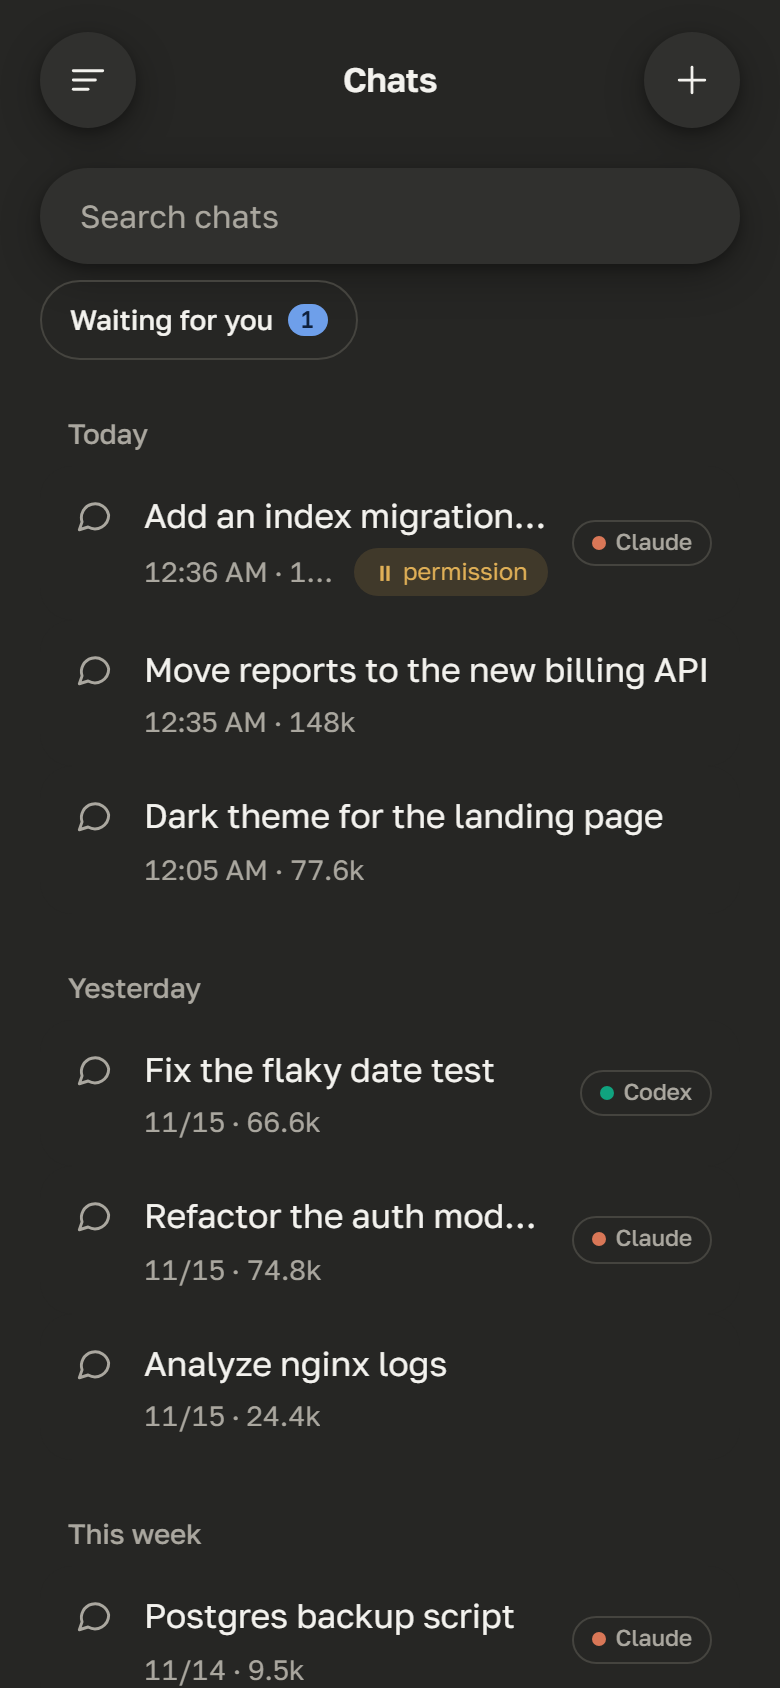 Chats
Search chats
Waiting for you 1
Today
Add an index migration...
Claude
12:36 AM · 1...
permission
Move reports to the new billing API
12:35 AM · 148k
Dark theme for the landing page
12:05 AM · 77.6k
Yesterday
Fix the flaky date test
Codex
11/15 · 66.6k
Refactor the auth mod...
Claude
11/15 · 74.8k
Analyze nginx logs
11/15 · 24.4k
This week
Postgres backup script
Claude
11/14 · 9.5k